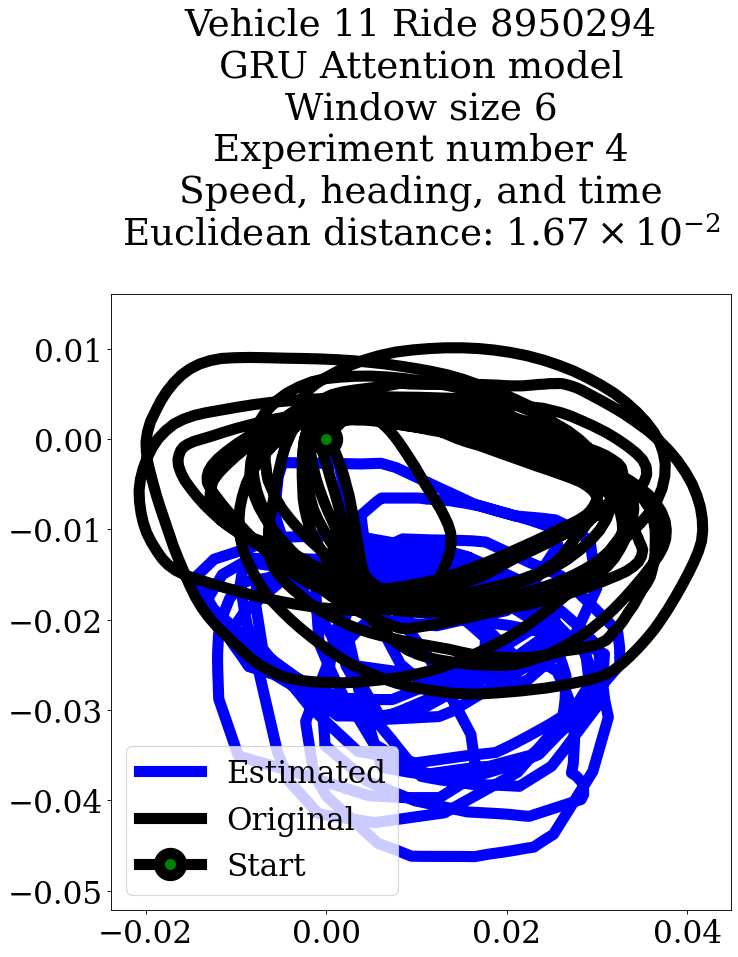 Vehicle 11 Ride 8950294
GRU Attention model
Window size 6
Experiment number 4
Speed, heading, and time
Euclidean distance: 1.67 × 10⁻²
0.01
0.00
−0.01
−0.02
−0.03
−0.04
−0.05
Estimated
Original
Start
−0.02 0.00 0.02 0.04